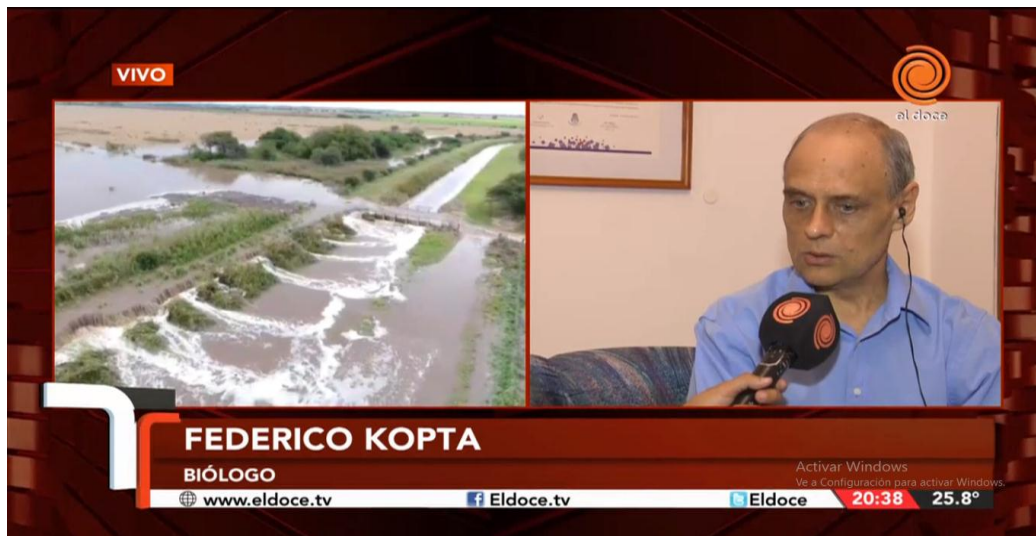 VIVO
el doce
FEDERICO KOPTA
BIÓLOGO
www.eldoce.tv
Eldoce.tv
Eldoce
20:38
25.8°
Activar Windows
Ve a Configuración para activar Windows.